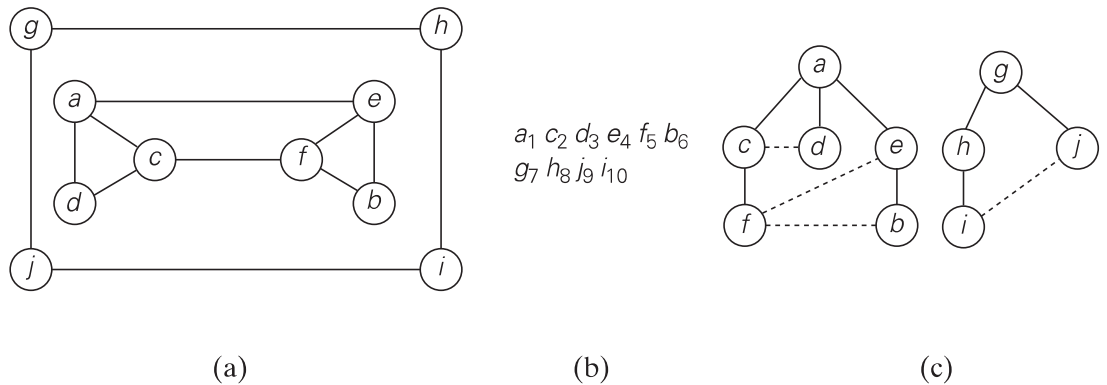 g h
a e
c f
d b
j i
(a)
a₁ c₂ d₃ e₄ f₅ b₆
g₇ h₈ j₉ i₁₀
(b)
a g
c d e h j
f b i
(c)